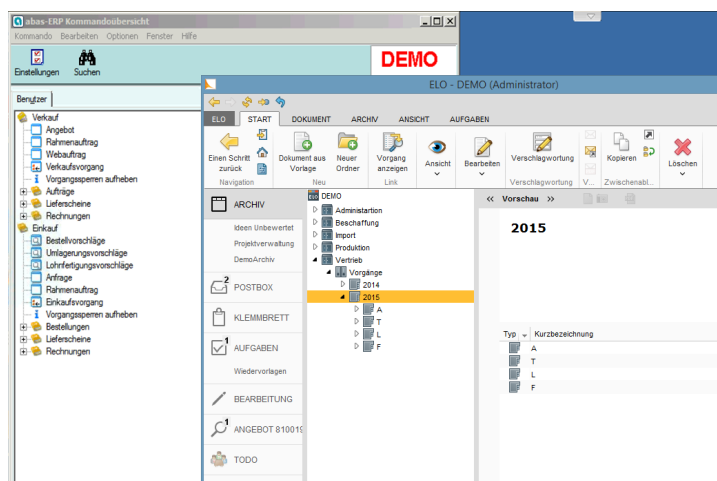 abas-ERP Kommandoübersicht
Kommando Bearbeiten Optionen Fenster Hilfe
Einstellungen Suchen
DEMO
Benutzer
Verkauf
Angebot
Rahmenauftrag
Webauftrag
Verkaufsvorgang
Vorgangssperren aufheben
Aufträge
Lieferscheine
Rechnungen
Einkauf
Bestellvorschläge
Umlagerungsvorschläge
Lohnfertigungsvorschläge
Anfrage
Rahmenauftrag
Einkaufsvorgang
Vorgangssperren aufheben
Bestellungen
Lieferscheine
Rechnungen
ELO - DEMO (Administrator)
ELO START DOKUMENT ARCHIV ANSICHT AUFGABEN
Einen Schritt zurück
Dokument aus Vorlage
Neuer Ordner
Vorgang anzeigen
Ansicht
Bearbeiten
Verschlagwortung
Kopieren
Löschen
Navigation Neu Link Verschlagwortung V... Zwischenabl...
ARCHIV
Ideen Unbewertet
Projektverwaltung
DemoArchiv
2
POSTBOX
KLEMMBRETT
1
AUFGABEN
Wiedervorlagen
BEARBEITUNG
1
ANGEBOT 810019
TODO
ELO DEMO
Administartion
Beschaffung
Import
Produktion
Vertrieb
Vorgänge
2014
2015
A
T
L
F
« Vorschau »
2015
Typ Kurzbezeichnung
A
T
L
F